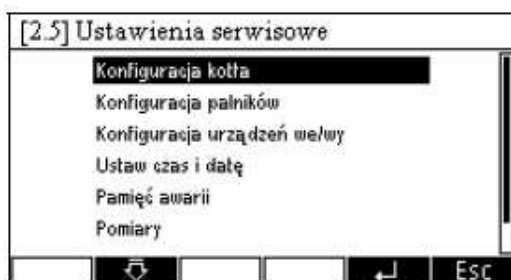 [2.5] Ustawienia serwisowe
Konfiguracja kotła
Konfiguracja palników
Konfiguracja urządzeń we/wy
Ustaw czas i datę
Pamięć awarii
Pomiary
Esc